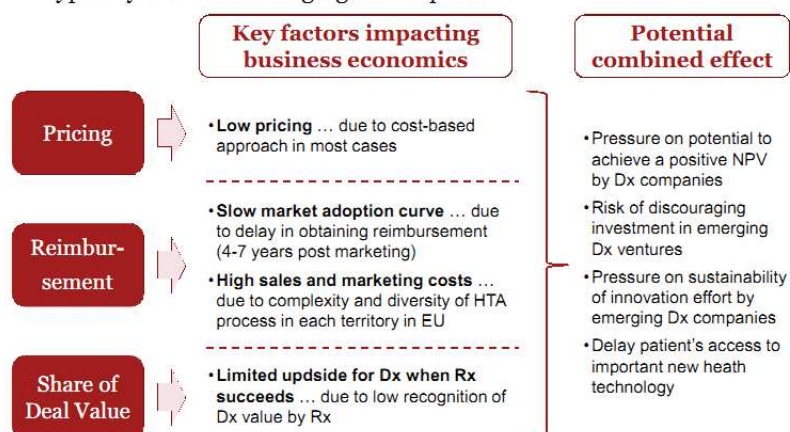 Key factors impacting
business economics
Potential
combined effect
Pricing
•Low pricing … due to cost-based
approach in most cases
Reimbur-
sement
•Slow market adoption curve … due
to delay in obtaining reimbursement
(4-7 years post marketing)
•High sales and marketing costs …
due to complexity and diversity of HTA
process in each territory in EU
Share of
Deal Value
•Limited updside for Dx when Rx
succeeds … due to low recognition of
Dx value by Rx
•Pressure on potential to
achieve a positive NPV
by Dx companies
•Risk of discouraging
investment in emerging
Dx ventures
•Pressure on sustainability
of innovation effort by
emerging Dx companies
•Delay patient's access to
important new heath
technology